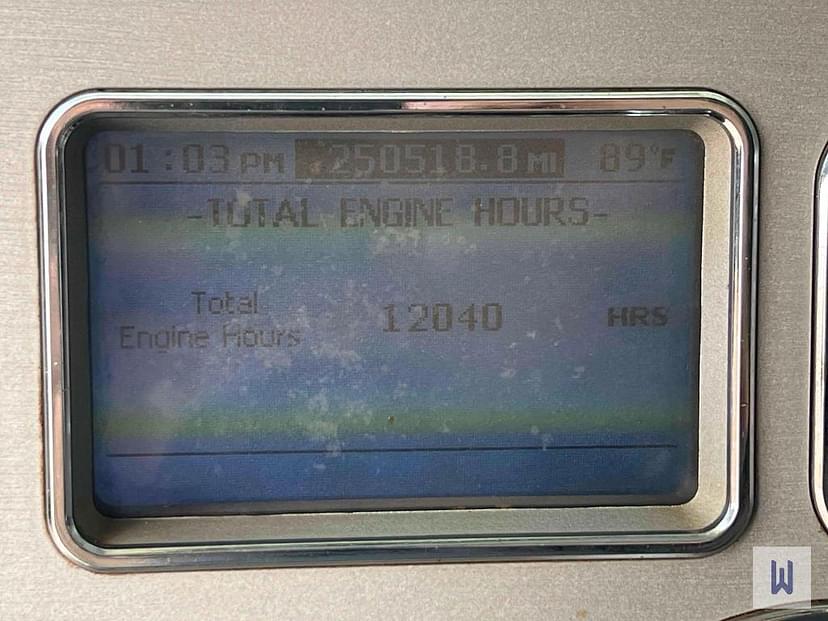 01:03 PM 250518.8 MI 89°F
-TOTAL ENGINE HOURS-
Total
Engine Hours 12040 HRS
W